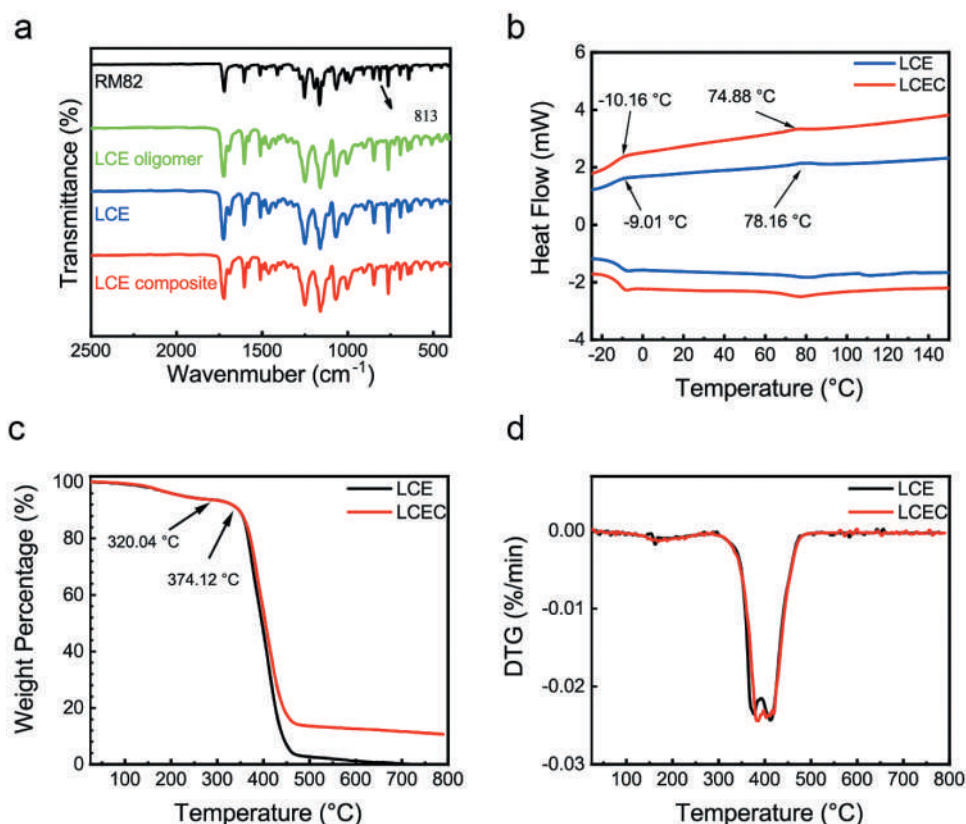 a
RM82
813
LCE oligomer
LCE
LCE composite
Transmittance (%)
2500 2000 1500 1000 500
Wavenmuber (cm⁻¹)
b
6
4
2
0
-2
-4
LCE
LCEC
-10.16 °C
74.88 °C
-9.01 °C
78.16 °C
Heat Flow (mW)
-20 0 20 40 60 80 100 120 140
Temperature (°C)
c
100
80
60
40
20
0
LCE
LCEC
320.04 °C
374.12 °C
Weight Percentage (%)
100 200 300 400 500 600 700 800
Temperature (°C)
d
0.00
-0.01
-0.02
-0.03
LCE
LCEC
DTG (%/min)
100 200 300 400 500 600 700 800
Temperature (°C)